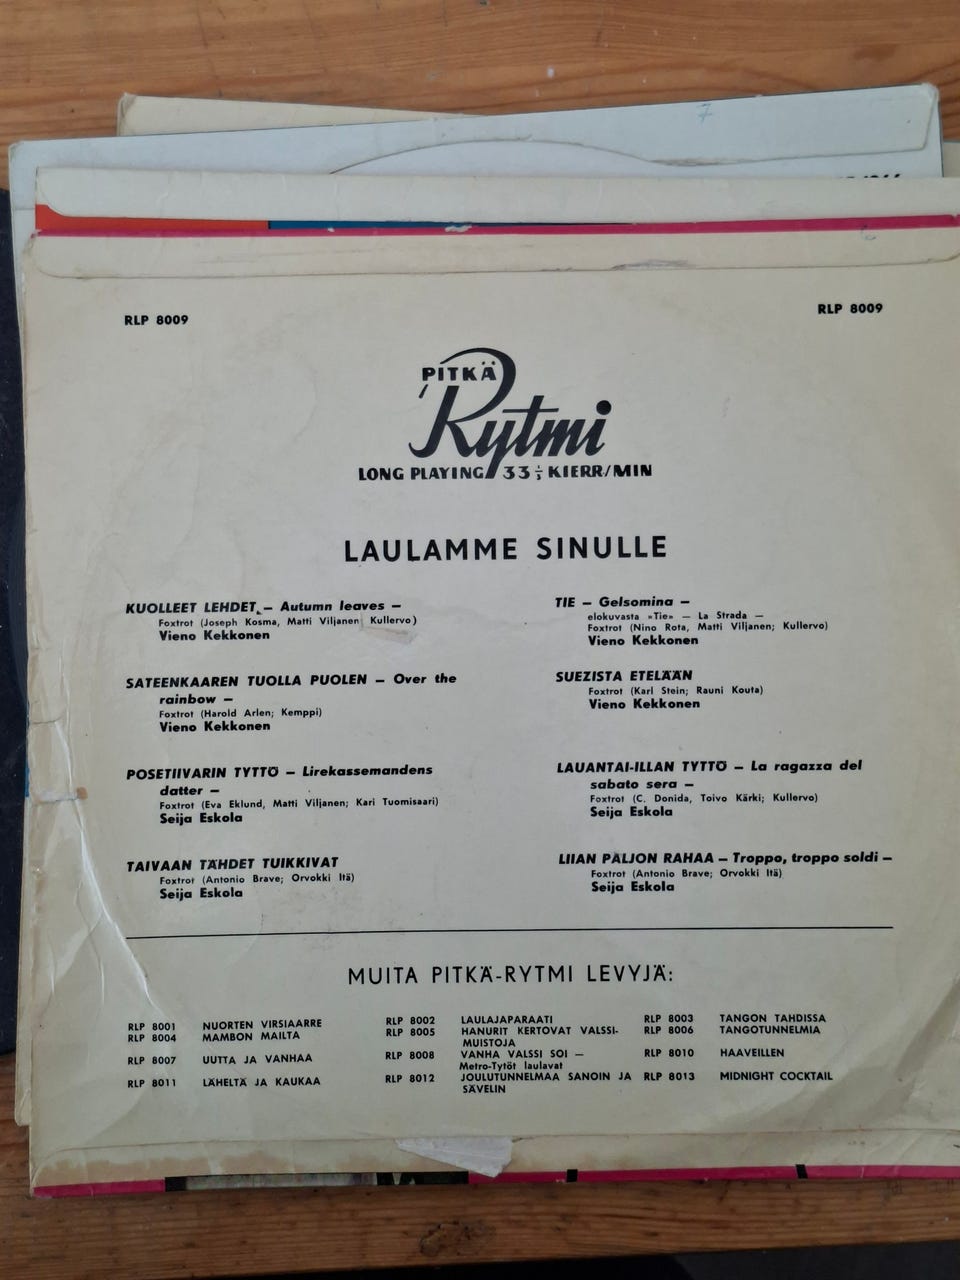 RLP 8009
RLP 8009
PITKÄ
Rytmi
LONG PLAYING 33 1/3 KIERR/MIN
LAULAMME SINULLE
KUOLLEET LEHDET – Autumn leaves –
Foxtrot (Joseph Kosma, Matti Viljanen Kullervo)
Vieno Kekkonen
SATEENKAAREN TUOLLA PUOLEN – Over the
rainbow –
Foxtrot (Harold Arlen; Kemppi)
Vieno Kekkonen
POSETIIVARIN TYTTÖ – Lirekassemandens
datter –
Foxtrot (Eva Eklund, Matti Viljanen; Kari Tuomisaari)
Seija Eskola
TAIVAAN TÄHDET TUIKKIVAT
Foxtrot (Antonio Brave; Orvokki Itä)
Seija Eskola
TIE – Gelsomina –
elokuvasta »Tie» – La Strada –
Foxtrot (Nino Rota, Matti Viljanen; Kullervo)
Vieno Kekkonen
SUEZISTA ETELÄÄN
Foxtrot (Karl Stein; Rauni Kouta)
Vieno Kekkonen
LAUANTAI-ILLAN TYTTÖ – La ragazza del
sabato sera –
Foxtrot (C. Donida, Toivo Kärki; Kullervo)
Seija Eskola
LIIAN PALJON RAHAA – Troppo, troppo soldi –
Foxtrot (Antonio Brave; Orvokki Itä)
Seija Eskola
MUITA PITKÄ-RYTMI LEVYJÄ:
RLP 8001 NUORTEN VIRSIAARRE
RLP 8004 MAMBON MAILTA
RLP 8007 UUTTA JA VANHAA
RLP 8011 LÄHELTÄ JA KAUKAA
RLP 8002 LAULAJAPARAATI
RLP 8005 HANURIT KERTOVAT VALSSI-
MUISTOJA
RLP 8008 VANHA VALSSI SOI –
Metro-Tytöt laulavat
RLP 8012 JOULUTUNNELMAA SANOIN JA
SÄVELIN
RLP 8003 TANGON TAHDISSA
RLP 8006 TANGOTUNNELMIA
RLP 8010 HAAVEILLEN
RLP 8013 MIDNIGHT COCKTAIL